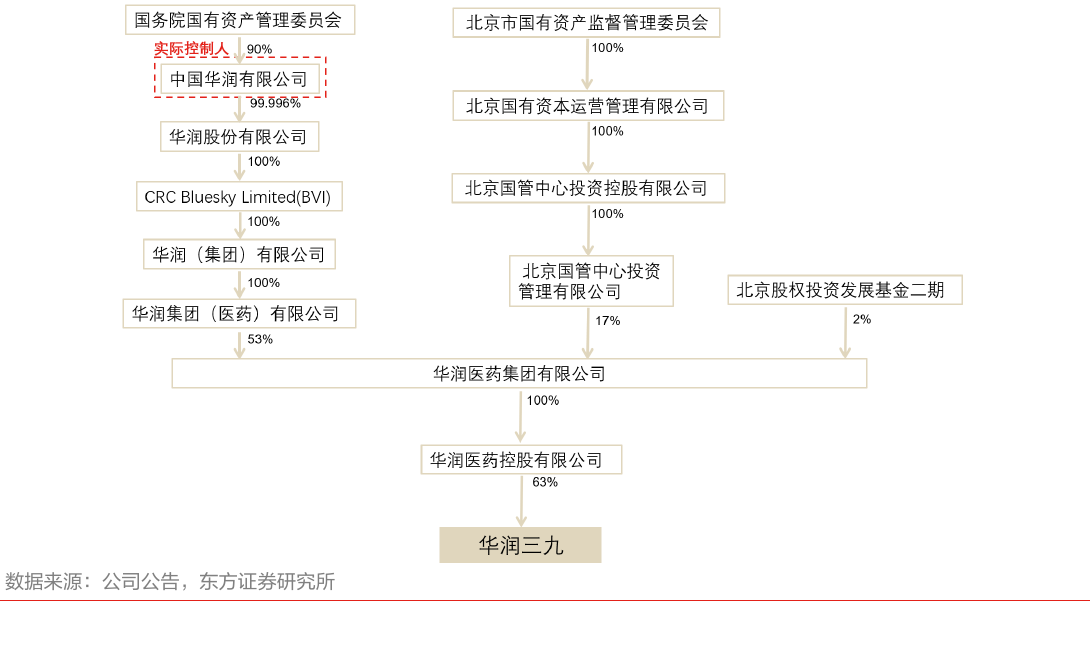 国务院国有资产管理委员会
北京市国有资产监督管理委员会
实际控制人
90%
100%
中国华润有限公司
99.996%
北京国有资本运营管理有限公司
华润股份有限公司
100%
100%
CRC Bluesky Limited(BVI)
北京国管中心投资控股有限公司
100%
100%
华润（集团）有限公司
100%
北京国管中心投资
管理有限公司
北京股权投资发展基金二期
华润集团（医药）有限公司
53%
17%
2%
华润医药集团有限公司
100%
华润医药控股有限公司
63%
华润三九
数据来源：公司公告，东方证券研究所